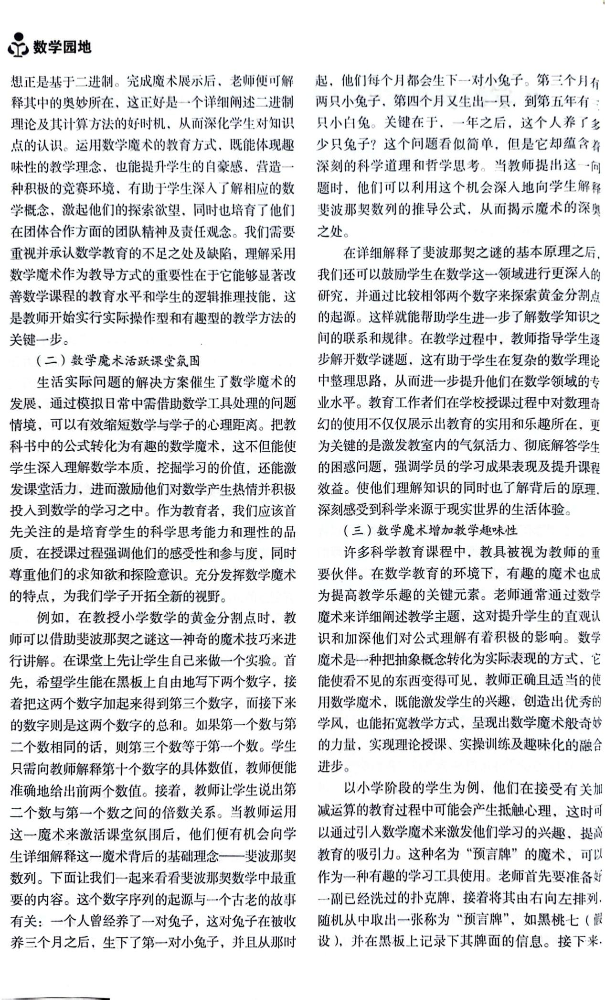 数学园地
想正是基于二进制。完成魔术展示后，老师便可解
释其中的奥妙所在，这正好是一个详细阐述二进制
理论及其计算方法的好时机，从而深化学生对知识
点的认识。运用数学魔术的教育方式，既能体现趣
味性的教学理念，也能提升学生的自豪感，营造一
种积极的竞赛环境，有助于学生深入了解相应的数
学概念，激起他们的探索欲望，同时也培育了他们
在团体合作方面的团队精神及责任观念。我们需要
重视并承认数学教育的不足之处及缺陷，理解采用
数学魔术作为教导方式的重要性在于它能够显著改
善数学课程的教育水平和学生的逻辑推理技能，这
是教师开始实行实际操作型和有趣型的教学方法的
关键一步。
（二）数学魔术活跃课堂氛围
生活实际问题的解决方案催生了数学魔术的
发展，通过模拟日常中需借助数学工具处理的问题
情境，可以有效缩短数学与学子的心理距离。把教
科书中的公式转化为有趣的数学魔术，这不但能使
学生深入理解数学本质，挖掘学习的价值，还能激
发课堂活力，进而激励他们对数学产生热情并积极
投入到数学的学习之中。作为教育者，我们应该首
先关注的是培育学生的科学思考能力和理性的品
质，在授课过程强调他们的感受性和参与度，同时
尊重他们的求知欲和探险意识。充分发挥数学魔术
的特点，为我们学子开拓全新的视野。
例如，在教授小学数学的黄金分割点时，教
师可以借助斐波那契之谜这一神奇的魔术技巧来进
行讲解。在课堂上先让学生自己来做一个实验。首
先，希望学生能在黑板上自由地写下两个数字，接
着把这两个数字加起来得到第三个数字，而接下来
的数字则是这两个数字的总和。如果第一个数与第
二个数相同的话，则第三个数等于第一个数。学生
只需向教师解释第十个数字的具体数值，教师便能
准确地给出前两个数值。接着，教师让学生说出第
二个数与第一个数之间的倍数关系。当教师运用
这一魔术来激活课堂氛围后，他们便有机会向学
生详细解释这一魔术背后的基础理念——斐波那契
数列。下面让我们一起来看看斐波那契数学中最重
要的内容。这个数字序列的起源与一个古老的故事
有关：一个人曾经养了一对兔子，这对兔子在被收
养三个月之后，生下了第一对小兔子，并且从那时
起，他们每个月都会生下一对小兔子。第三个月有
两只小兔子，第四个月又生出一只，到第五年有三
只小白兔。关键在于，一年之后，这个人养了多
少只兔子？这个问题看似简单，但是它却蕴含着
深刻的科学道理和哲学思考。当教师提出这一问
题时，他们可以利用这个机会深入地向学生解释
斐波那契数列的推导公式，从而揭示魔术的深奥
之处。
在详细解释了斐波那契之谜的基本原理之后，
我们还可以鼓励学生在数学这一领域进行更深入的
研究，并通过比较相邻两个数字来探索黄金分割点
的起源。这样就能帮助学生进一步了解数学知识之
间的联系和规律。在教学过程中，教师指导学生逐
步解开数学谜题，这有助于学生在复杂的数学理论
中整理思路，从而进一步提升他们在数学领域的专
业水平。教育工作者们在学校授课过程中对数理奇
幻的使用不仅仅展示出教育的实用和乐趣所在，更
为关键的是激发教室内的气氛活力、彻底解答学生
的困惑问题，强调学员的学习成果表现及提升课程
效益。使他们理解知识的同时也了解背后的原理，
深刻感受到科学来源于现实世界的生活体验。
（三）数学魔术增加教学趣味性
许多科学教育课程中，教具被视为教师的重
要伙伴。在数学教育的环境下，有趣的魔术也成
为提高教学乐趣的关键元素。老师通常通过数学
魔术来详细阐述教学主题，这对提升学生的直观认
识和加深他们对公式理解有着积极的影响。数学
魔术是一种把抽象概念转化为实际表现的方式，它
能使看不见的东西变得可见，教师正确且适当的使
用数学魔术，既能激发学生的兴趣，创造出优秀的
学风，也能拓宽教学方式，呈现出数学魔术般奇妙
的力量，实现理论授课、实操训练及趣味化的融合
进步。
以小学阶段的学生为例，他们在接受有关加
减运算的教育过程中可能会产生抵触心理，这时可
以通过引入数学魔术来激发他们学习的兴趣，提高
教育的吸引力。这种名为“预言牌”的魔术，可以
作为一种有趣的学习工具使用。老师首先要准备好
一副已经洗过的扑克牌，接着将其由右向左排列，
随机从中取出一张称为“预言牌”，如黑桃七（假
设），并在黑板上记录下其牌面的信息。接下来，